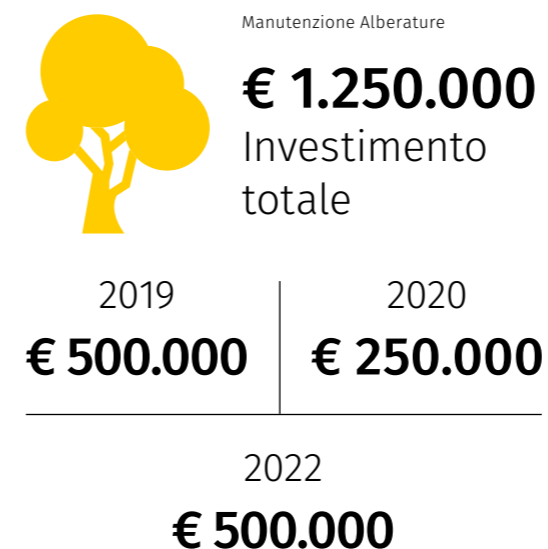 Manutenzione Alberature
€ 1.250.000
Investimento
totale
2019
€ 500.000
2020
€ 250.000
2022
€ 500.000